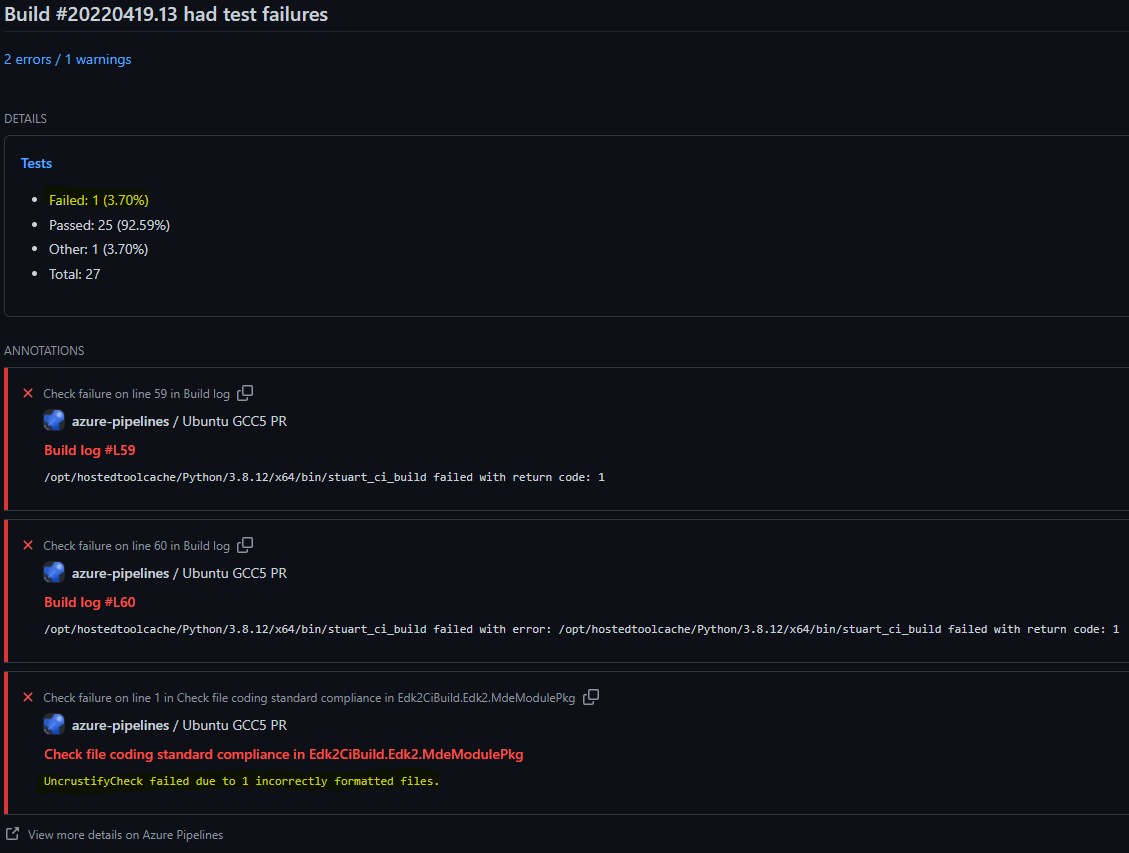 Build #20220419.13 had test failures
2 errors / 1 warnings
DETAILS
Tests
Failed: 1 (3.70%)
Passed: 25 (92.59%)
Other: 1 (3.70%)
Total: 27
ANNOTATIONS
Check failure on line 59 in Build log
azure-pipelines / Ubuntu GCC5 PR
Build log #L59
/opt/hostedtoolcache/Python/3.8.12/x64/bin/stuart_ci_build failed with return code: 1
Check failure on line 60 in Build log
azure-pipelines / Ubuntu GCC5 PR
Build log #L60
/opt/hostedtoolcache/Python/3.8.12/x64/bin/stuart_ci_build failed with error: /opt/hostedtoolcache/Python/3.8.12/x64/bin/stuart_ci_build failed with return code: 1
Check failure on line 1 in Check file coding standard compliance in Edk2CiBuild.Edk2.MdeModulePkg
azure-pipelines / Ubuntu GCC5 PR
Check file coding standard compliance in Edk2CiBuild.Edk2.MdeModulePkg
UncrustifyCheck failed due to 1 incorrectly formatted files.
View more details on Azure Pipelines